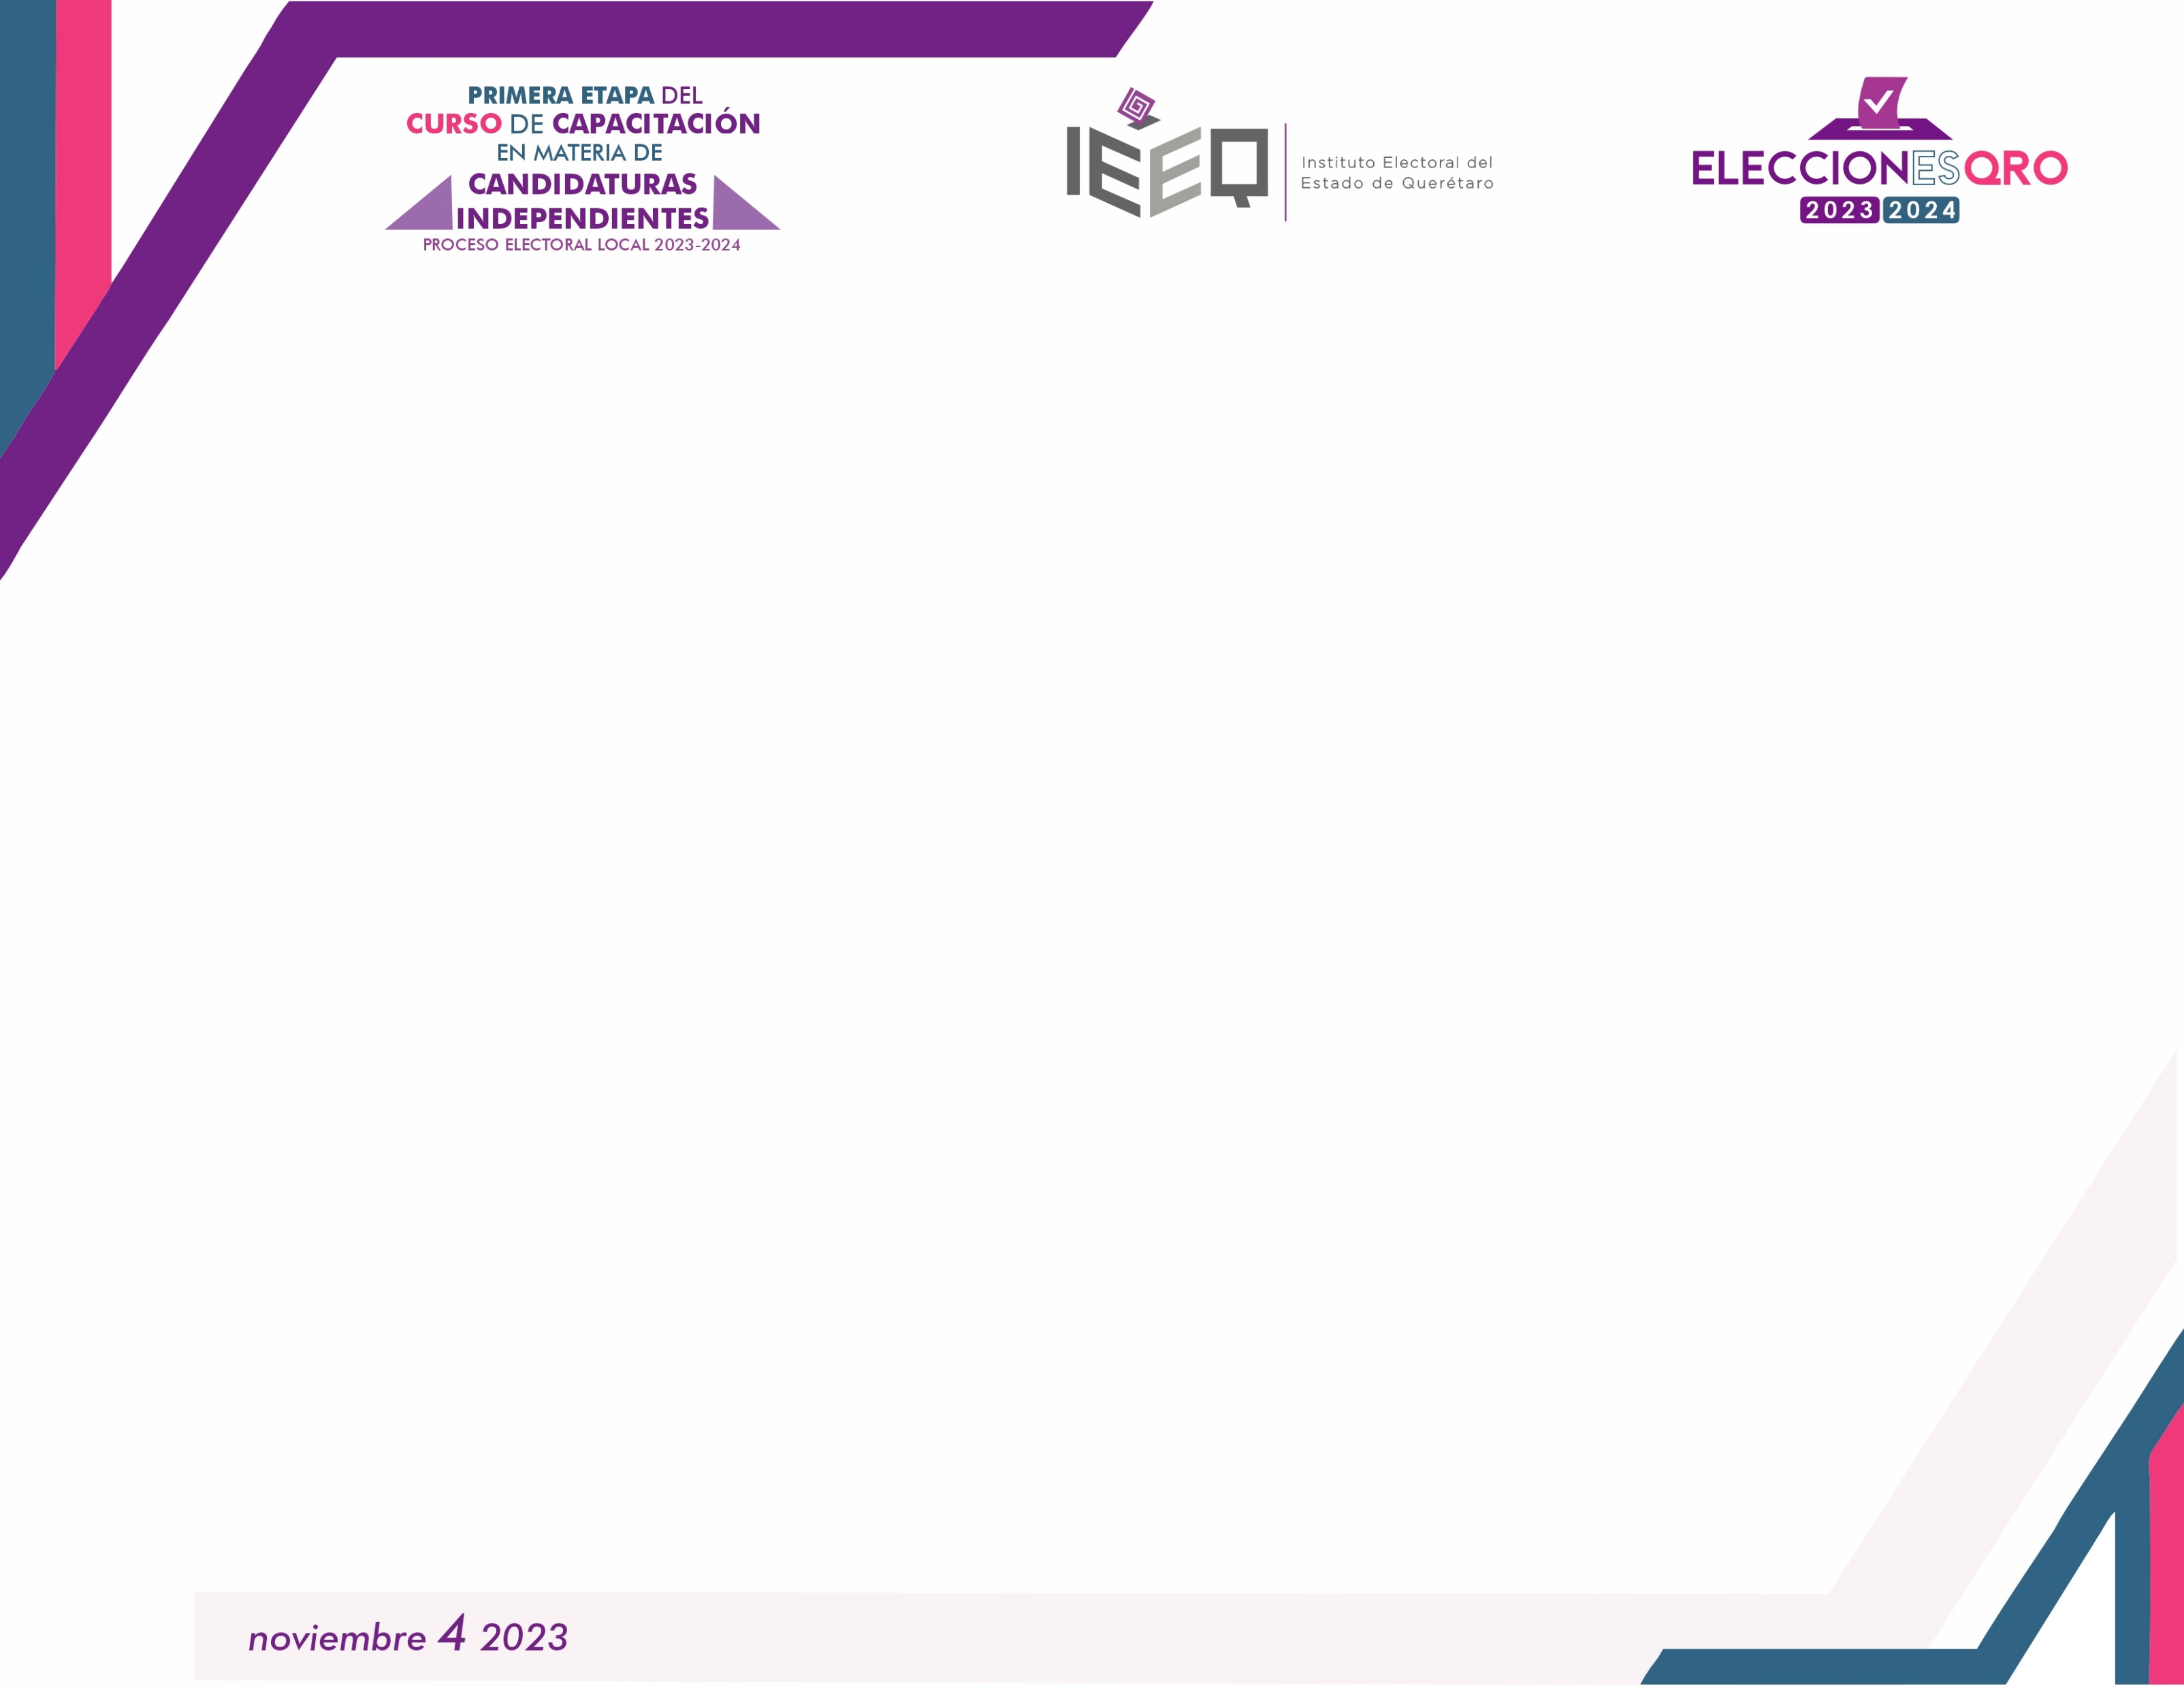 PRIMERA ETAPA DEL
CURSO DE CAPACITACIÓN
EN MATERIA DE
CANDIDATURAS
INDEPENDIENTES
PROCESO ELECTORAL LOCAL 2023-2024
IEEQ
Instituto Electoral del
Estado de Querétaro
ELECCIONESQRO
2023 2024
noviembre 4 2023